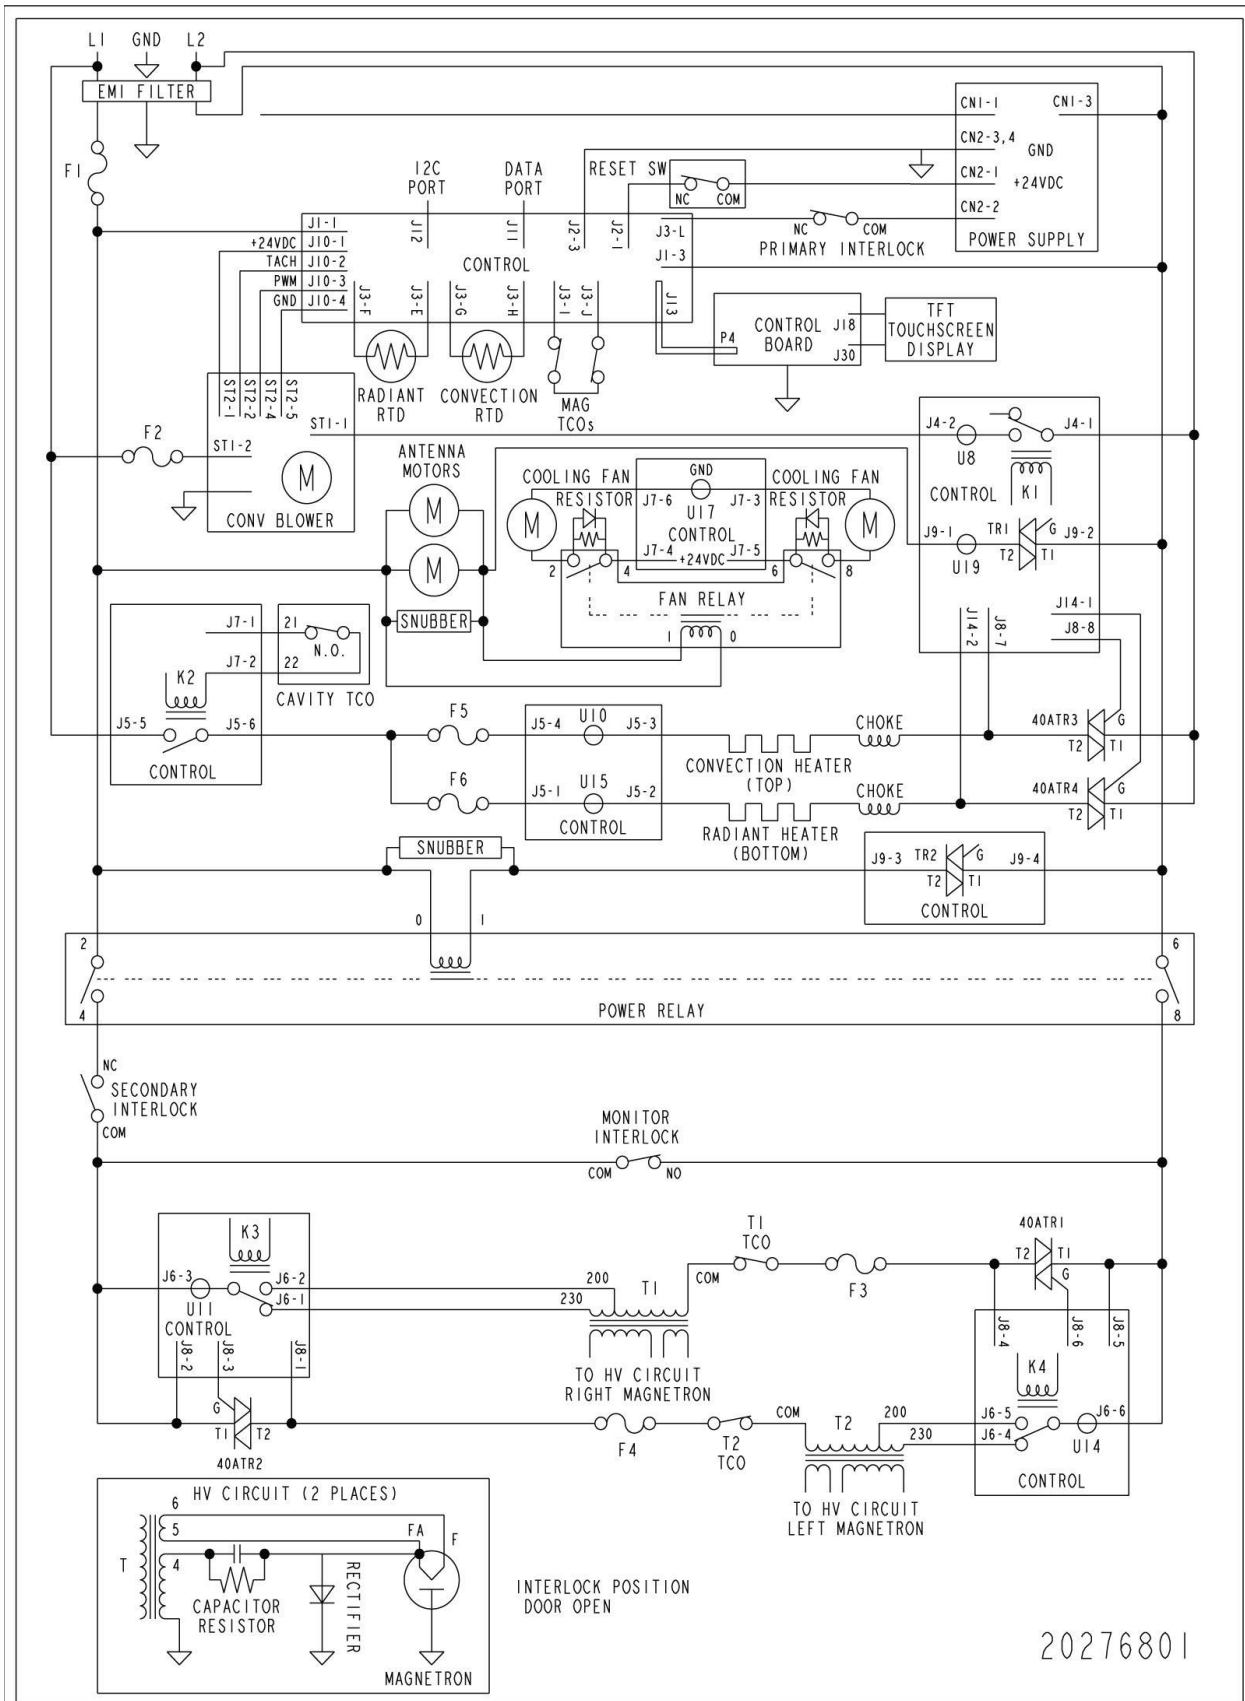 L1 GND L2
EMI FILTER
F1
I2C
PORT
DATA
PORT
RESET SW
NC COM
CN1-1 CN1-3
CN2-3,4
GND
CN2-1
+24VDC
CN2-2
POWER SUPPLY
NC COM
PRIMARY INTERLOCK
J1-1
+24VDC J10-1
TACH J10-2
PWM J10-3
GND J10-4
J12
J11
J2-3
J2-1
J3-L
J1-3
CONTROL
J3-F
J3-E
J3-G
J3-H
J3-I
J3-J
J13
RADIANT
RTD
CONVECTION
RTD
MAG
TCOs
P4
CONTROL
BOARD
J18
J30
TFT
TOUCHSCREEN
DISPLAY
ST2-1
ST2-2
ST2-4
ST2-5
ST1-1
F2
ST1-2
M
CONV BLOWER
ANTENNA
MOTORS
M
M
SNUBBER
COOLING FAN
RESISTOR
M
GND
J7-6 J7-3
U17
CONTROL
J7-4 +24VDC J7-5
COOLING FAN
RESISTOR
M
2 4 6 8
FAN RELAY
1 0
J4-2 J4-1
U8
K1
CONTROL
J9-1 TR1 G J9-2
T2 T1
U19
J14-1
J8-8
J14-2
J8-7
J7-1 21
N.O.
J7-2 22
K2
CAVITY TCO
J5-5 J5-6
CONTROL
F5
J5-4 U10 J5-3
CONVECTION HEATER
(TOP)
CHOKE
40ATR3 G
T2 T1
F6
J5-1 U15 J5-2
CONTROL
RADIANT HEATER
(BOTTOM)
CHOKE
40ATR4 G
T2 T1
SNUBBER
J9-3 TR2 G J9-4
T2 T1
CONTROL
0 1
2 6
4 8
POWER RELAY
NC
SECONDARY
INTERLOCK
COM
MONITOR
INTERLOCK
COM NO
K3
J6-3 J6-2
U11 J6-1
CONTROL
J8-2
J8-3
J8-1
200
230
T1
COM
T1
TCO
F3
40ATR1
T2 T1
G
J8-4
J8-6
J8-5
TO HV CIRCUIT
RIGHT MAGNETRON
G
T1 T2
40ATR2
F4
T2
TCO
COM
T2
200
230
K4
J6-5 J6-6
J6-4
U14
CONTROL
TO HV CIRCUIT
LEFT MAGNETRON
HV CIRCUIT (2 PLACES)
6
5
4
T
FA F
CAPACITOR
RESISTOR
RECTIFIER
MAGNETRON
INTERLOCK POSITION
DOOR OPEN
20276801